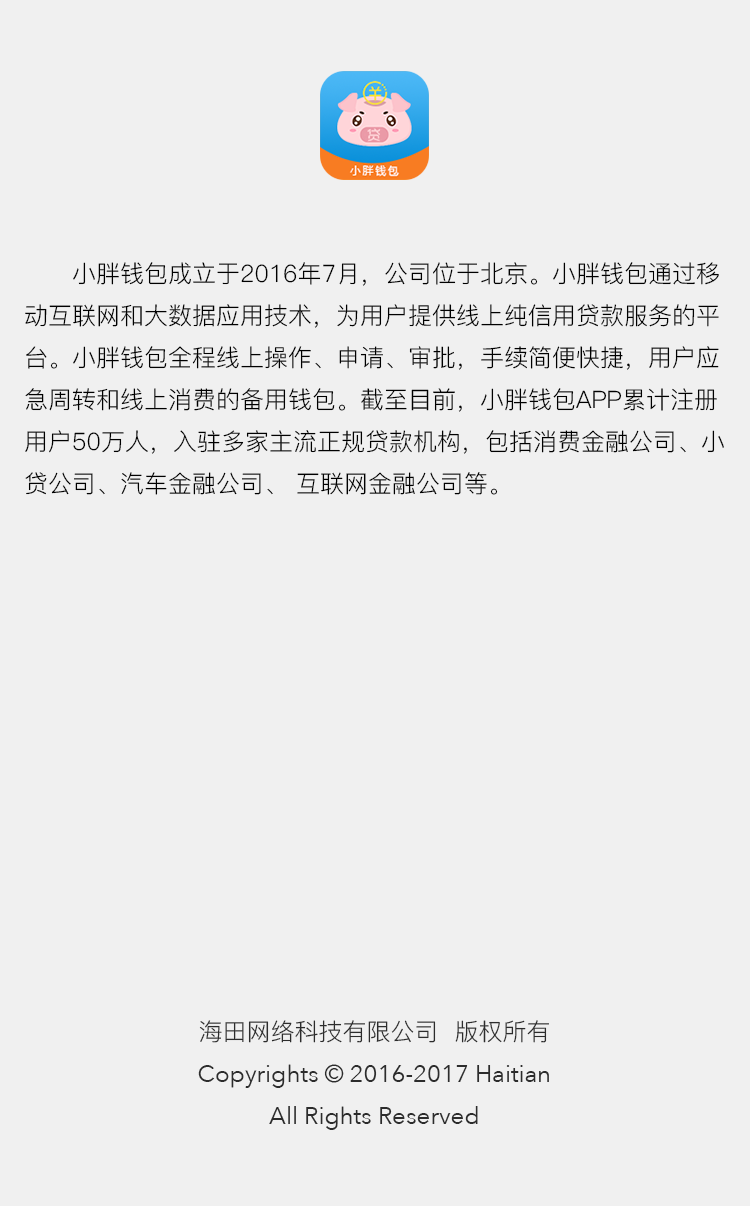 贷
小胖钱包
小胖钱包成立于2016年7月，公司位于北京。小胖钱包通过移
动互联网和大数据应用技术，为用户提供线上纯信用贷款服务的平
台。小胖钱包全程线上操作、申请、审批，手续简便快捷，用户应
急周转和线上消费的备用钱包。截至目前，小胖钱包APP累计注册
用户50万人，入驻多家主流正规贷款机构，包括消费金融公司、小
贷公司、汽车金融公司、 互联网金融公司等。
海田网络科技有限公司 版权所有
Copyrights © 2016-2017 Haitian
All Rights Reserved